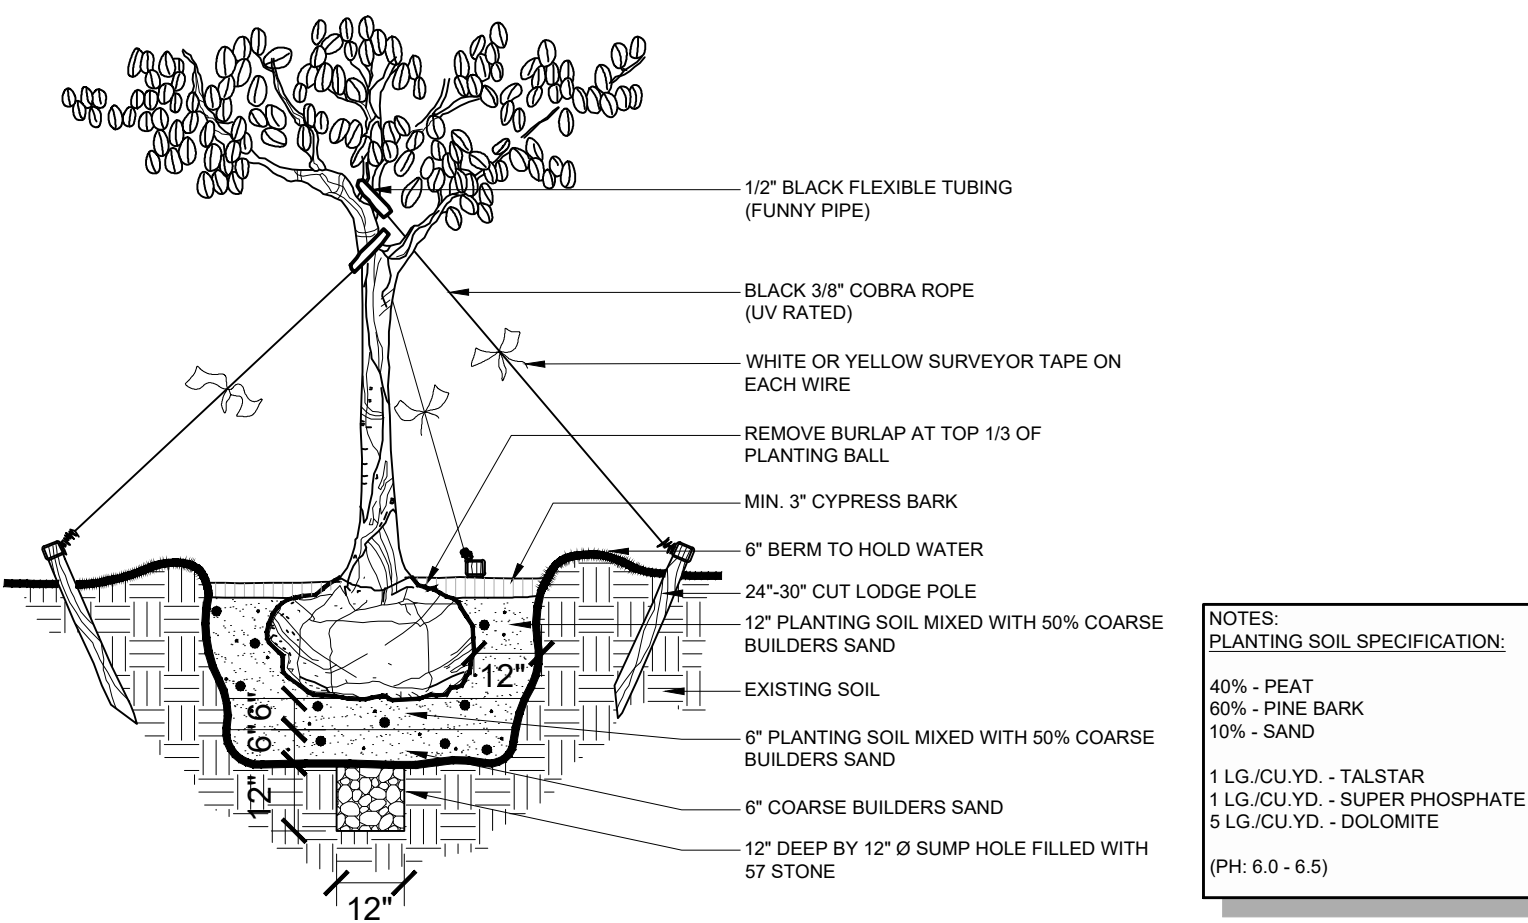 1/2" BLACK FLEXIBLE TUBING
(FUNNY PIPE)
BLACK 3/8" COBRA ROPE
(UV RATED)
WHITE OR YELLOW SURVEYOR TAPE ON
EACH WIRE
REMOVE BURLAP AT TOP 1/3 OF
PLANTING BALL
MIN. 3" CYPRESS BARK
6" BERM TO HOLD WATER
24"-30" CUT LODGE POLE
12" PLANTING SOIL MIXED WITH 50% COARSE
BUILDERS SAND
EXISTING SOIL
6" PLANTING SOIL MIXED WITH 50% COARSE
BUILDERS SAND
6" COARSE BUILDERS SAND
12" DEEP BY 12" Ø SUMP HOLE FILLED WITH
57 STONE
12"
6"
6"
12"
12"
NOTES:
PLANTING SOIL SPECIFICATION:
40% - PEAT
60% - PINE BARK
10% - SAND
1 LG./CU.YD. - TALSTAR
1 LG./CU.YD. - SUPER PHOSPHATE
5 LG./CU.YD. - DOLOMITE
(PH: 6.0 - 6.5)